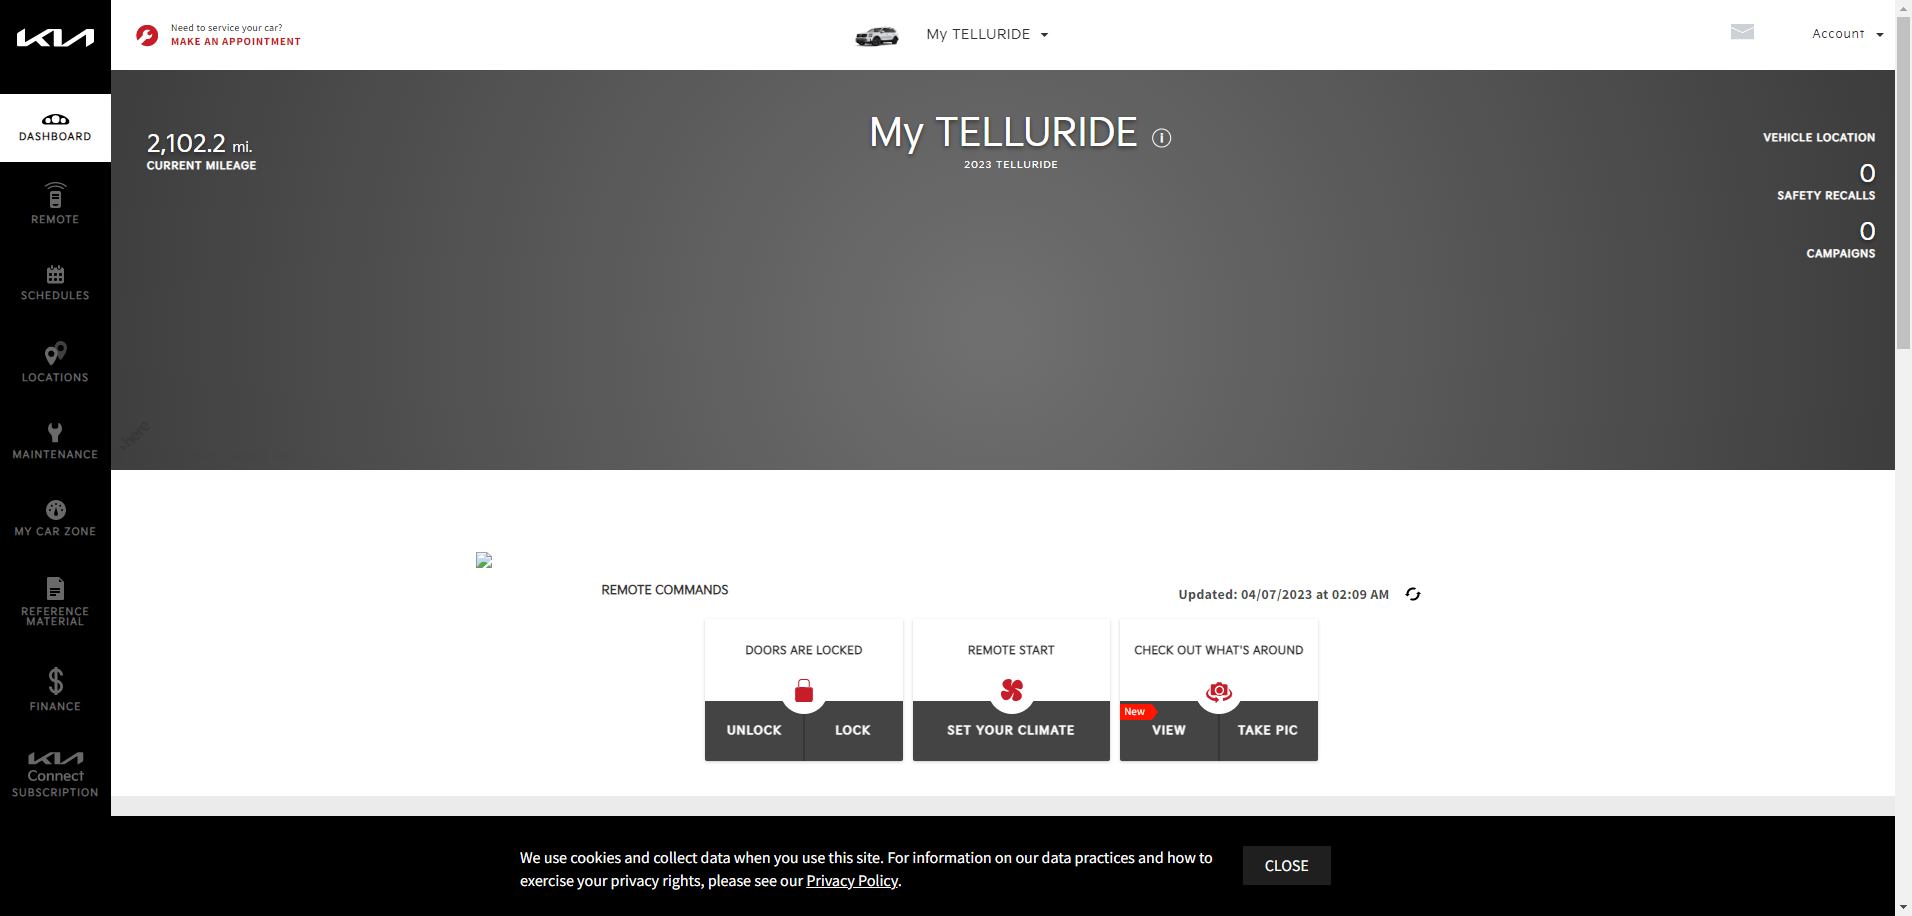 KIA
Need to service your car?
MAKE AN APPOINTMENT
My TELLURIDE
Account
DASHBOARD
REMOTE
SCHEDULES
LOCATIONS
MAINTENANCE
MY CAR ZONE
REFERENCE
MATERIAL
FINANCE
KIA
Connect
SUBSCRIPTION
2,102.2 mi.
CURRENT MILEAGE
My TELLURIDE
2023 TELLURIDE
VEHICLE LOCATION
0
SAFETY RECALLS
0
CAMPAIGNS
here
REMOTE COMMANDS
Updated: 04/07/2023 at 02:09 AM
DOORS ARE LOCKED
UNLOCK
LOCK
REMOTE START
SET YOUR CLIMATE
CHECK OUT WHAT'S AROUND
New
VIEW
TAKE PIC
We use cookies and collect data when you use this site. For information on our data practices and how to
exercise your privacy rights, please see our Privacy Policy.
CLOSE